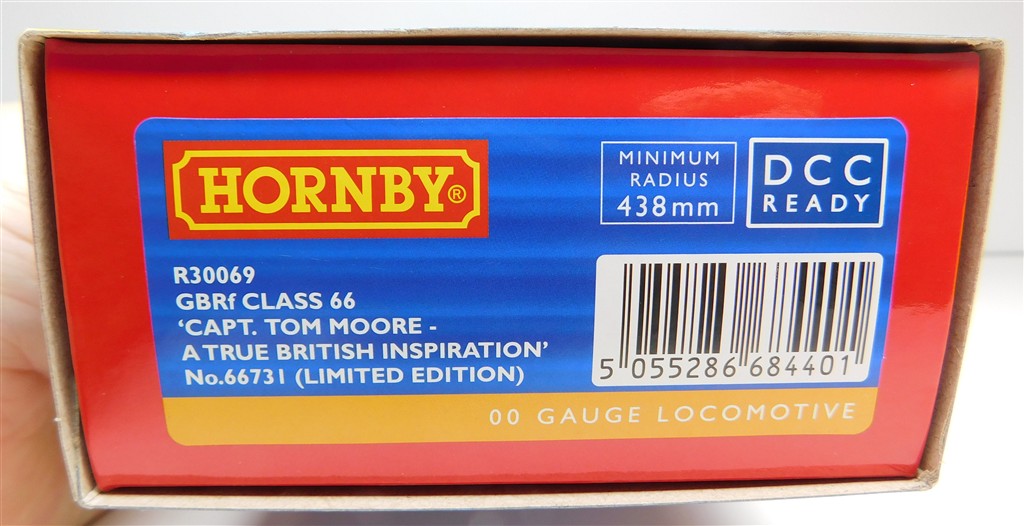 HORNBY®
MINIMUM
RADIUS
438mm
DCC
READY
R30069
GBRf CLASS 66
‘CAPT. TOM MOORE -
A TRUE BRITISH INSPIRATION’
No.66731 (LIMITED EDITION)
5 055286 684401
00 GAUGE LOCOMOTIVE